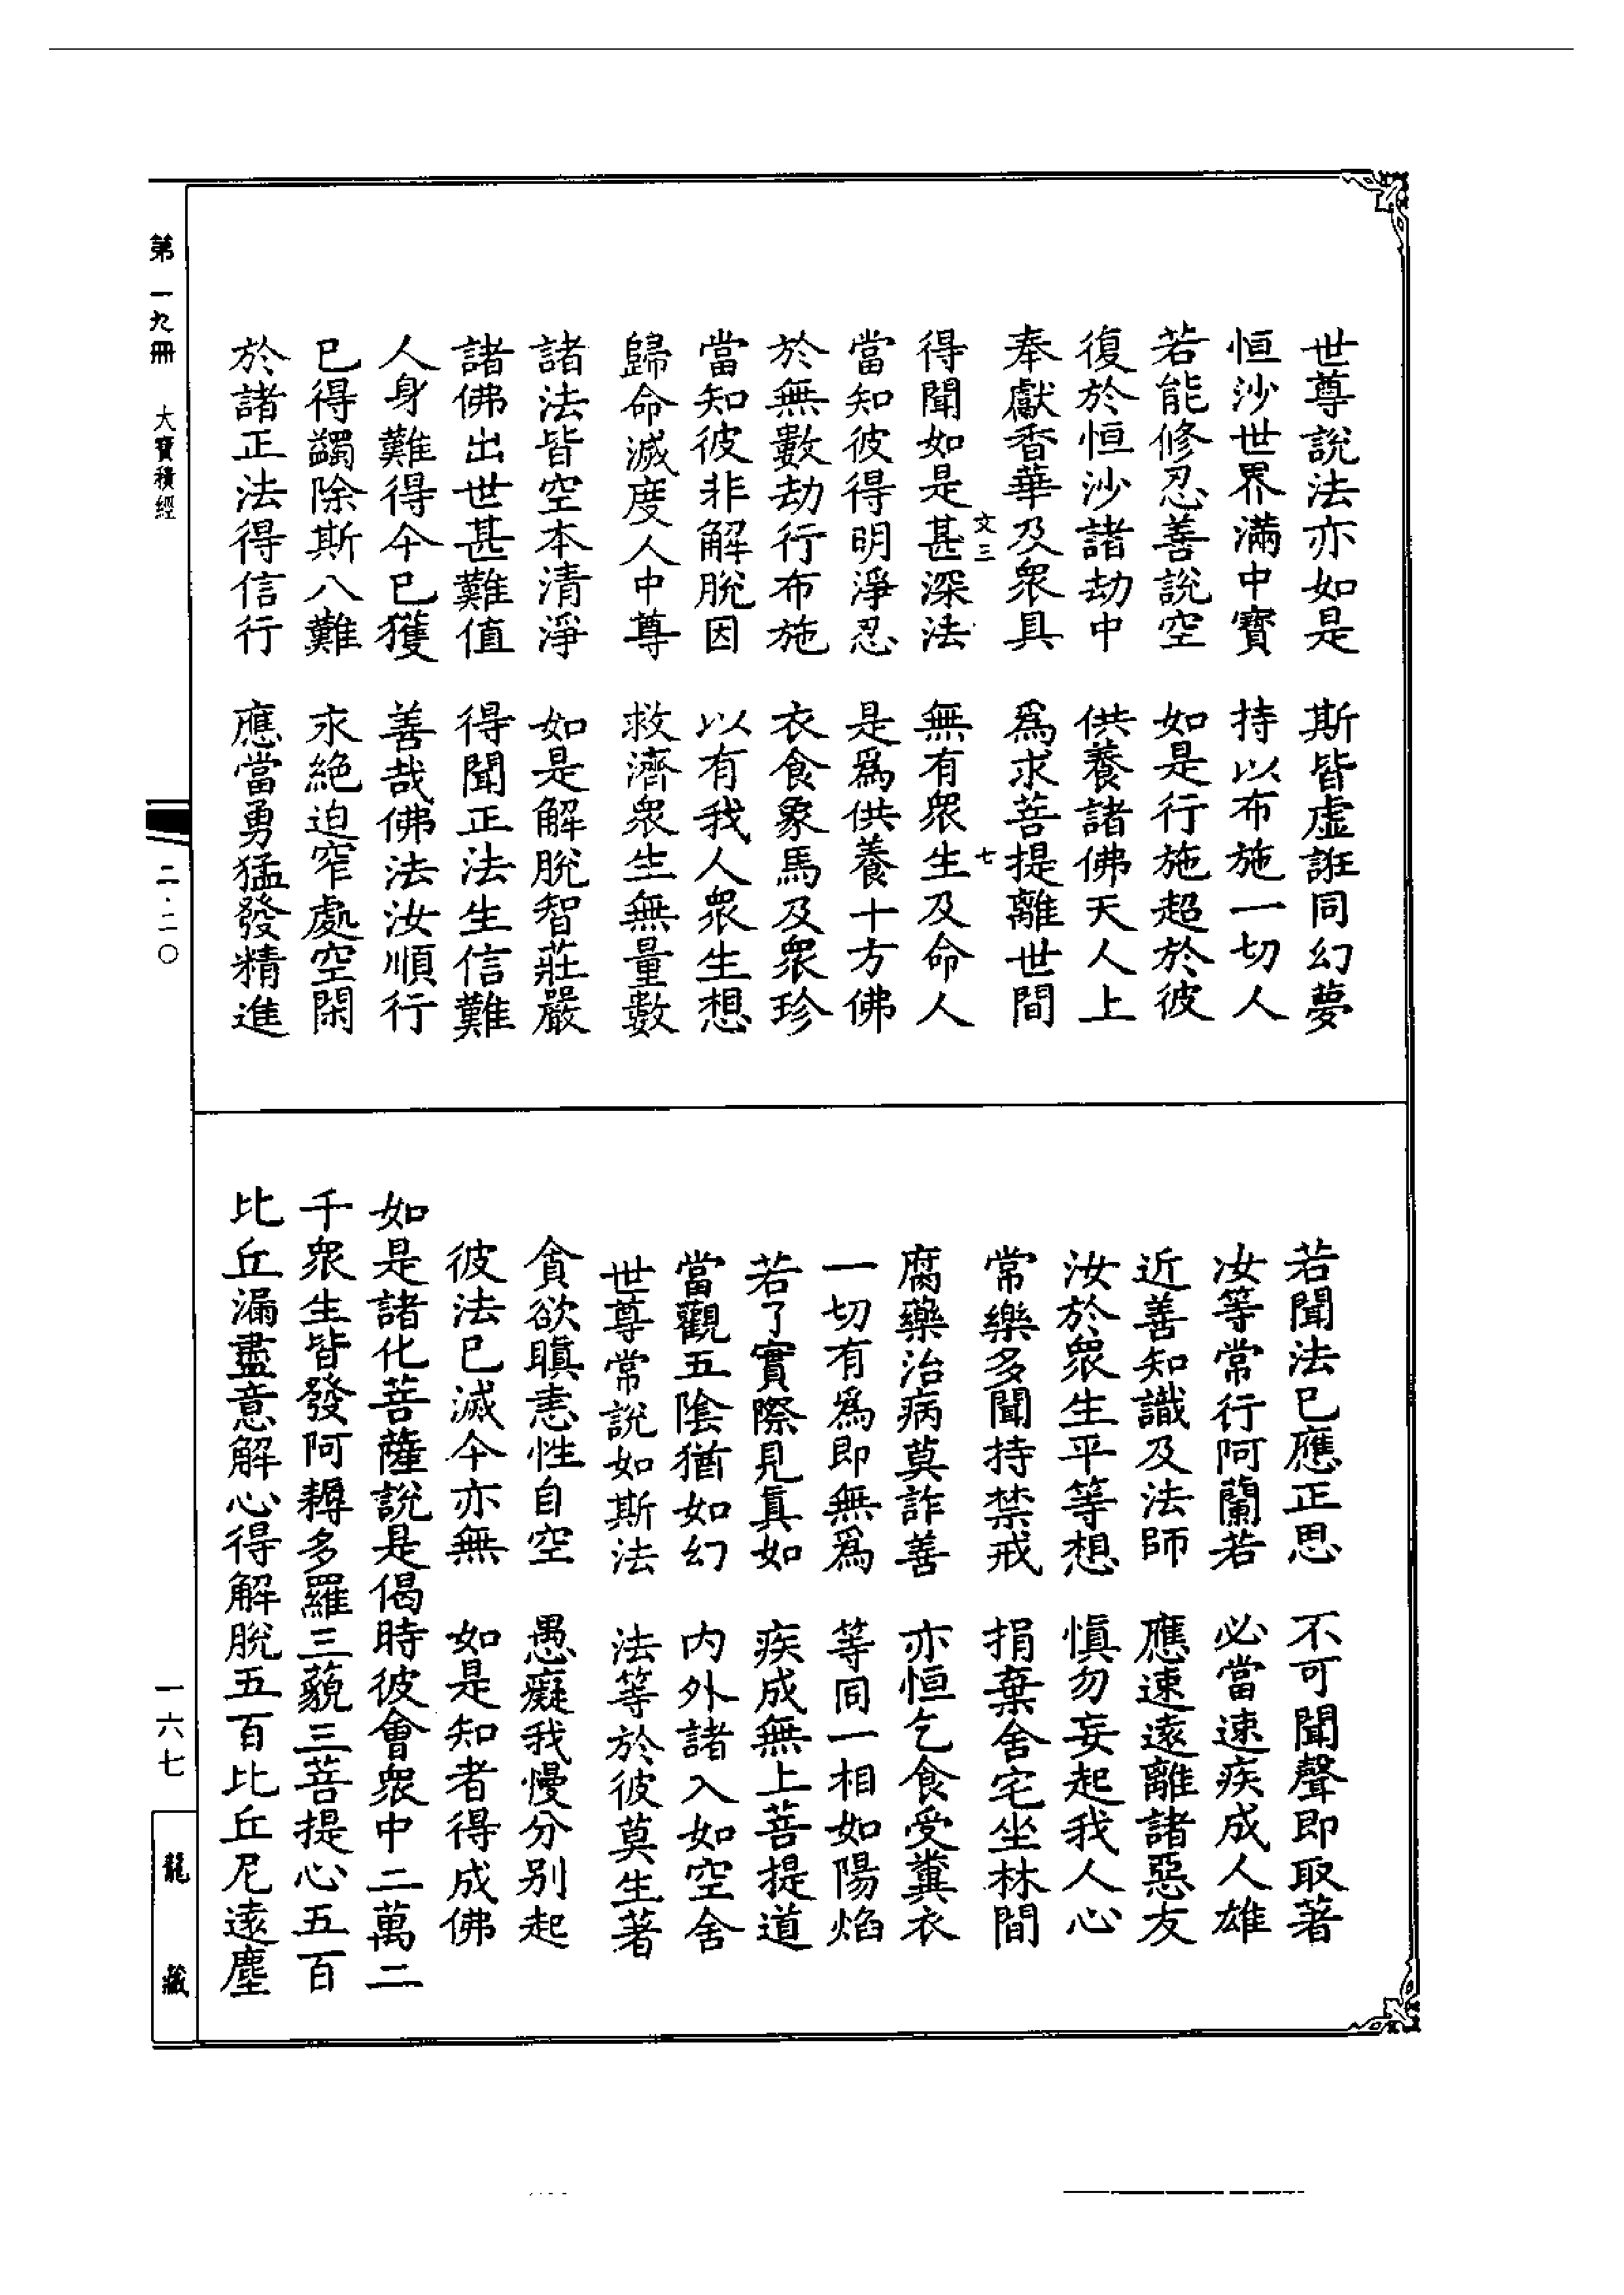 世尊說法亦如是　斯皆虛誑同幻夢
恒沙世界滿中寶　持以布施一切人
若能修忍善說空　如是行施超於彼
復於恒沙諸劫中　供養諸佛天人上
奉獻香華及衆具　爲求菩提離世間
文三　七
得聞如是甚深法　無有衆生及命人
當知彼得明淨忍　是爲供養十方佛
於無數劫行布施　衣食象馬及衆珍
當知彼非解脫因　以有我人衆生想
歸命滅度人中尊　救濟衆生無量數
諸法皆空本清淨　如是解脫智莊嚴
諸佛出世甚難值　得聞正法生信難
人身難得今已獲　善哉佛法汝順行
已得蠲除斯八難　永絕迫窄處空閑
於諸正法得信行　應當勇猛發精進
若聞法已應正思　不可聞聲即取著
汝等常行阿蘭若　必當速疾成人雄
近善知識及法師　應速遠離諸惡友
汝於衆生平等想　慎勿妄起我人心
常樂多聞持禁戒　捐棄舍宅坐林間
腐藥治病莫詐善　亦恒乞食受糞衣
一切有爲即無爲　等同一相如陽焰
若了實際見真如　疾成無上菩提道
當觀五陰猶如幻　内外諸入如空舍
世尊常說如斯法　法等於彼莫生著
貪欲瞋恚性自空　愚癡我慢分別起
彼法已滅今亦無　如是知者得成佛
如是諸化菩薩說是偈時彼會衆中二萬二
千衆生皆發阿耨多羅三藐三菩提心五百
比丘漏盡意解心得解脫五百比丘尼遠塵
第一九冊　大寶積經
二·二〇
一六七
龍藏